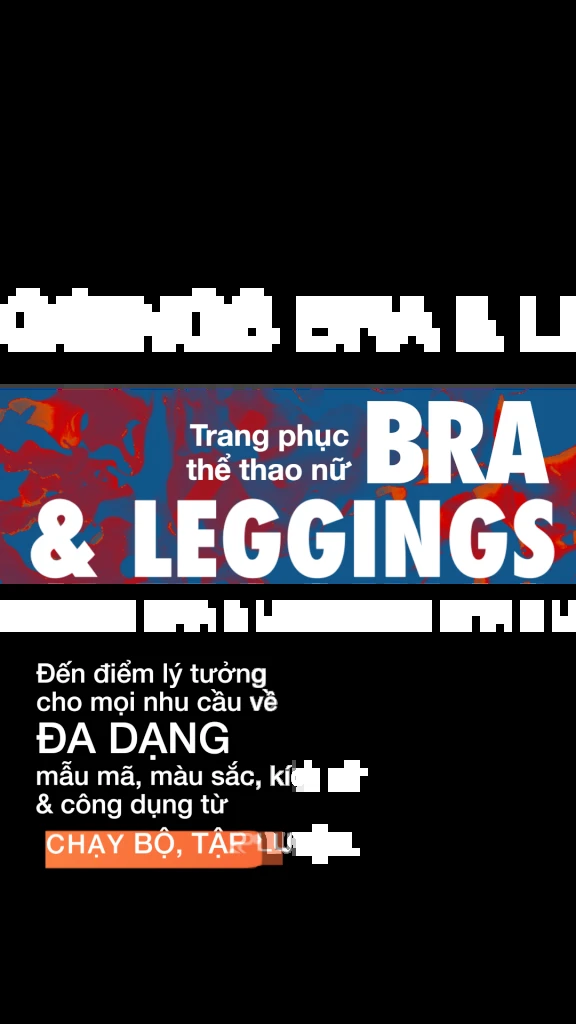 Trang phục
thể thao nữ
BRA
& LEGGINGS
Đến điểm lý tưởng
cho mọi nhu cầu về
ĐA DẠNG
mẫu mã, màu sắc,
& công dụng từ
CHẠY BỘ, TẬP